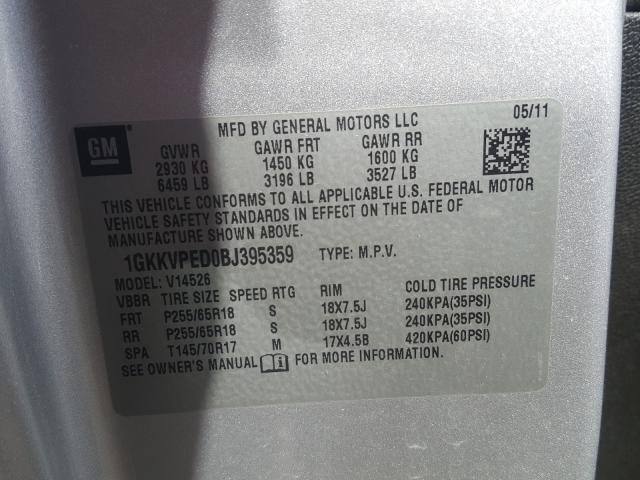 05/11
MFD BY GENERAL MOTORS LLC
GM
GVWR GAWR FRT GAWR RR
2930 KG 1450 KG 1600 KG
6459 LB 3196 LB 3527 LB
THIS VEHICLE CONFORMS TO ALL APPLICABLE U.S. FEDERAL MOTOR
VEHICLE SAFETY STANDARDS IN EFFECT ON THE DATE OF
MANUFACTURE SHOWN ABOVE.
1GKKVPED0BJ395359 TYPE: M.P.V.
MODEL: V14526
VBBR TIRE SIZE SPEED RTG RIM COLD TIRE PRESSURE
FRT P255/65R18 S 18X7.5J 240KPA(35PSI)
RR P255/65R18 S 18X7.5J 240KPA(35PSI)
SPA T145/70R17 M 17X4.5B 420KPA(60PSI)
SEE OWNER'S MANUAL FOR MORE INFORMATION.